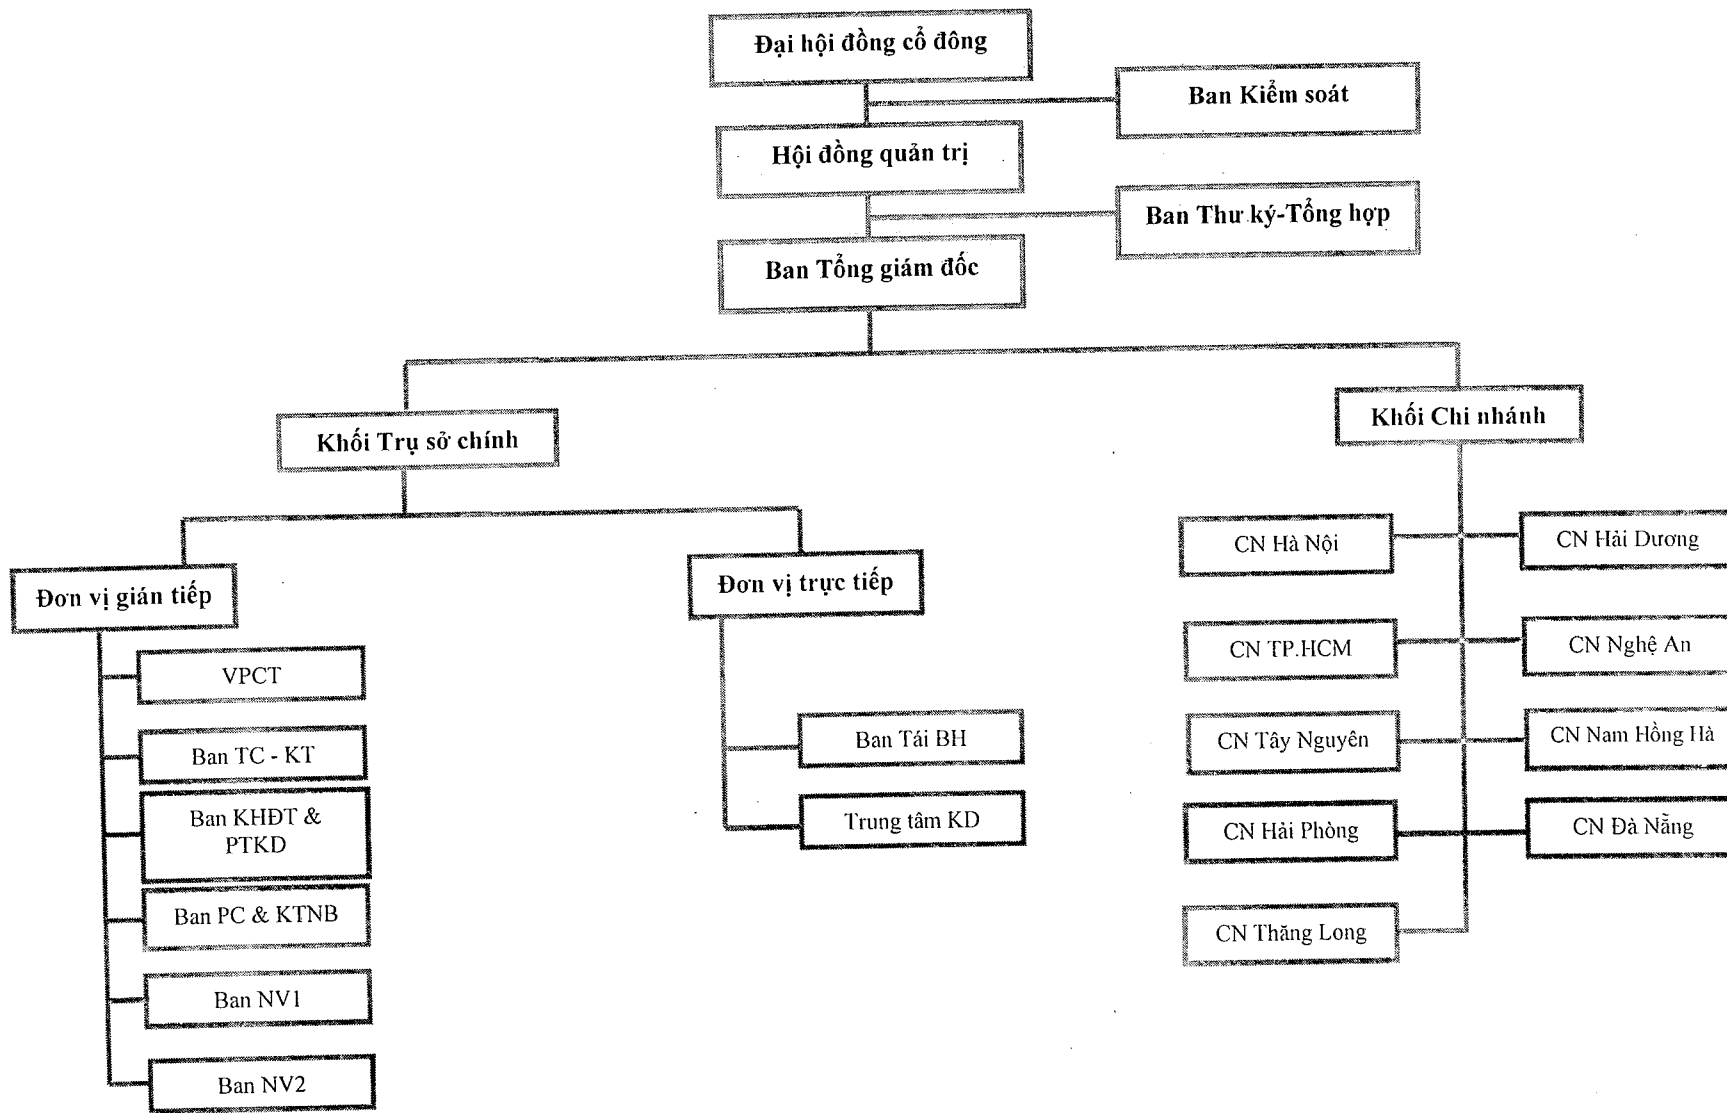 Đại hội đồng cổ đông
Ban Kiểm soát
Hội đồng quản trị
Ban Thư ký-Tổng hợp
Ban Tổng giám đốc
Khối Trụ sở chính
Khối Chi nhánh
Đơn vị gián tiếp
Đơn vị trực tiếp
VPCT
Ban TC - KT
Ban KHĐT &
PTKD
Ban PC & KTNB
Ban NV1
Ban NV2
Ban Tái BH
Trung tâm KD
CN Hà Nội
CN Hải Dương
CN TP.HCM
CN Nghệ An
CN Tây Nguyên
CN Nam Hồng Hà
CN Hải Phòng
CN Đà Nẵng
CN Thăng Long